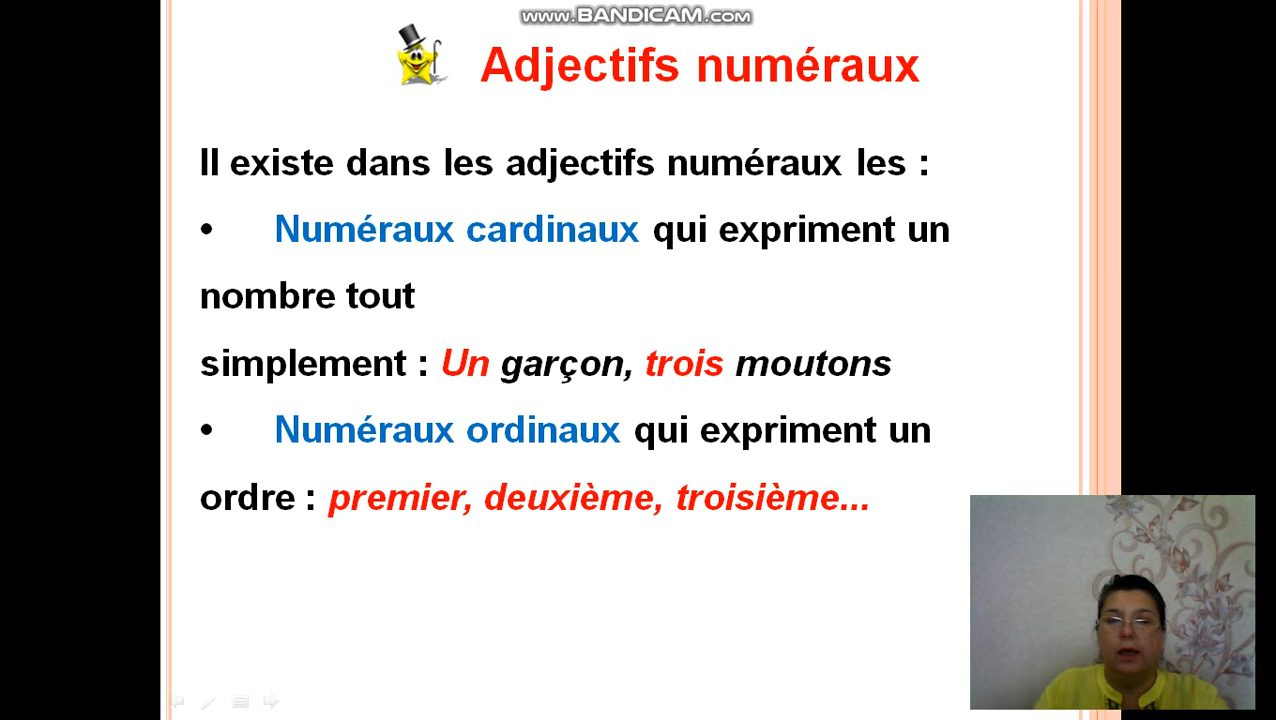 www.BANDICAM.com
Adjectifs numéraux
Il existe dans les adjectifs numéraux les :
• Numéraux cardinaux qui expriment un
nombre tout
simplement : Un garçon, trois moutons
• Numéraux ordinaux qui expriment un
ordre : premier, deuxième, troisième...